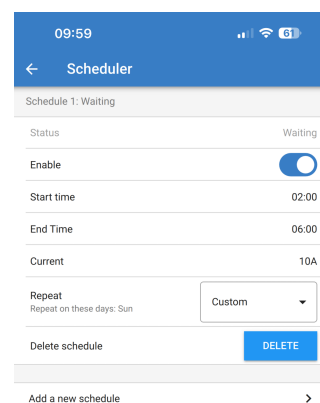 09:59
61
Scheduler
Schedule 1: Waiting
Status Waiting
Enable
Start time 02:00
End Time 06:00
Current 10A
Repeat
Repeat on these days: Sun
Custom
Delete schedule DELETE
Add a new schedule